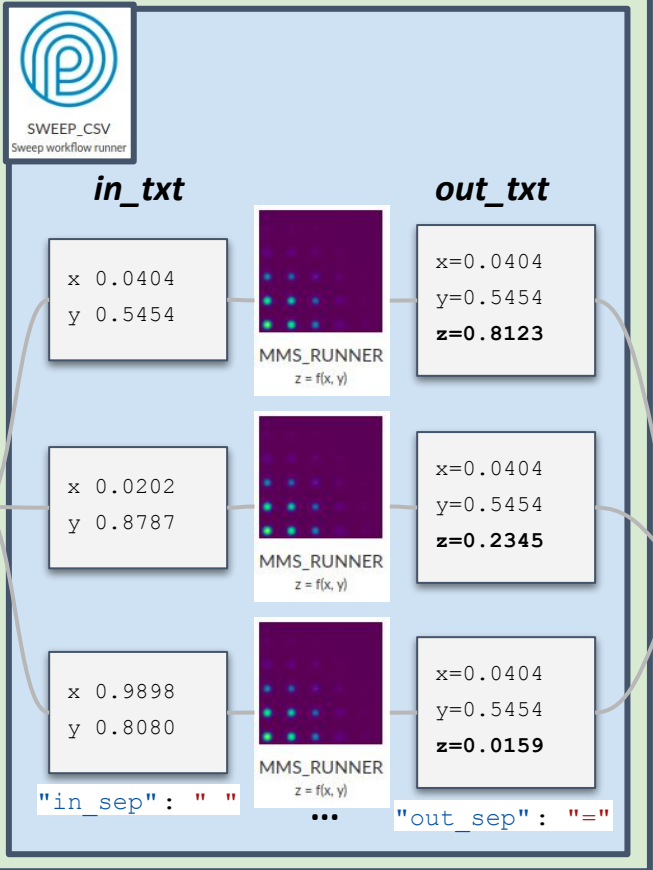 SWEEP_CSV
Sweep workflow runner
in_txt
out_txt
x 0.0404
y 0.5454
MMS_RUNNER
z = f(x, y)
x=0.0404
y=0.5454
z=0.8123
x 0.0202
y 0.8787
MMS_RUNNER
z = f(x, y)
x=0.0404
y=0.5454
z=0.2345
x 0.9898
y 0.8080
MMS_RUNNER
z = f(x, y)
x=0.0404
y=0.5454
z=0.0159
"in_sep": " "
...
"out_sep": "="